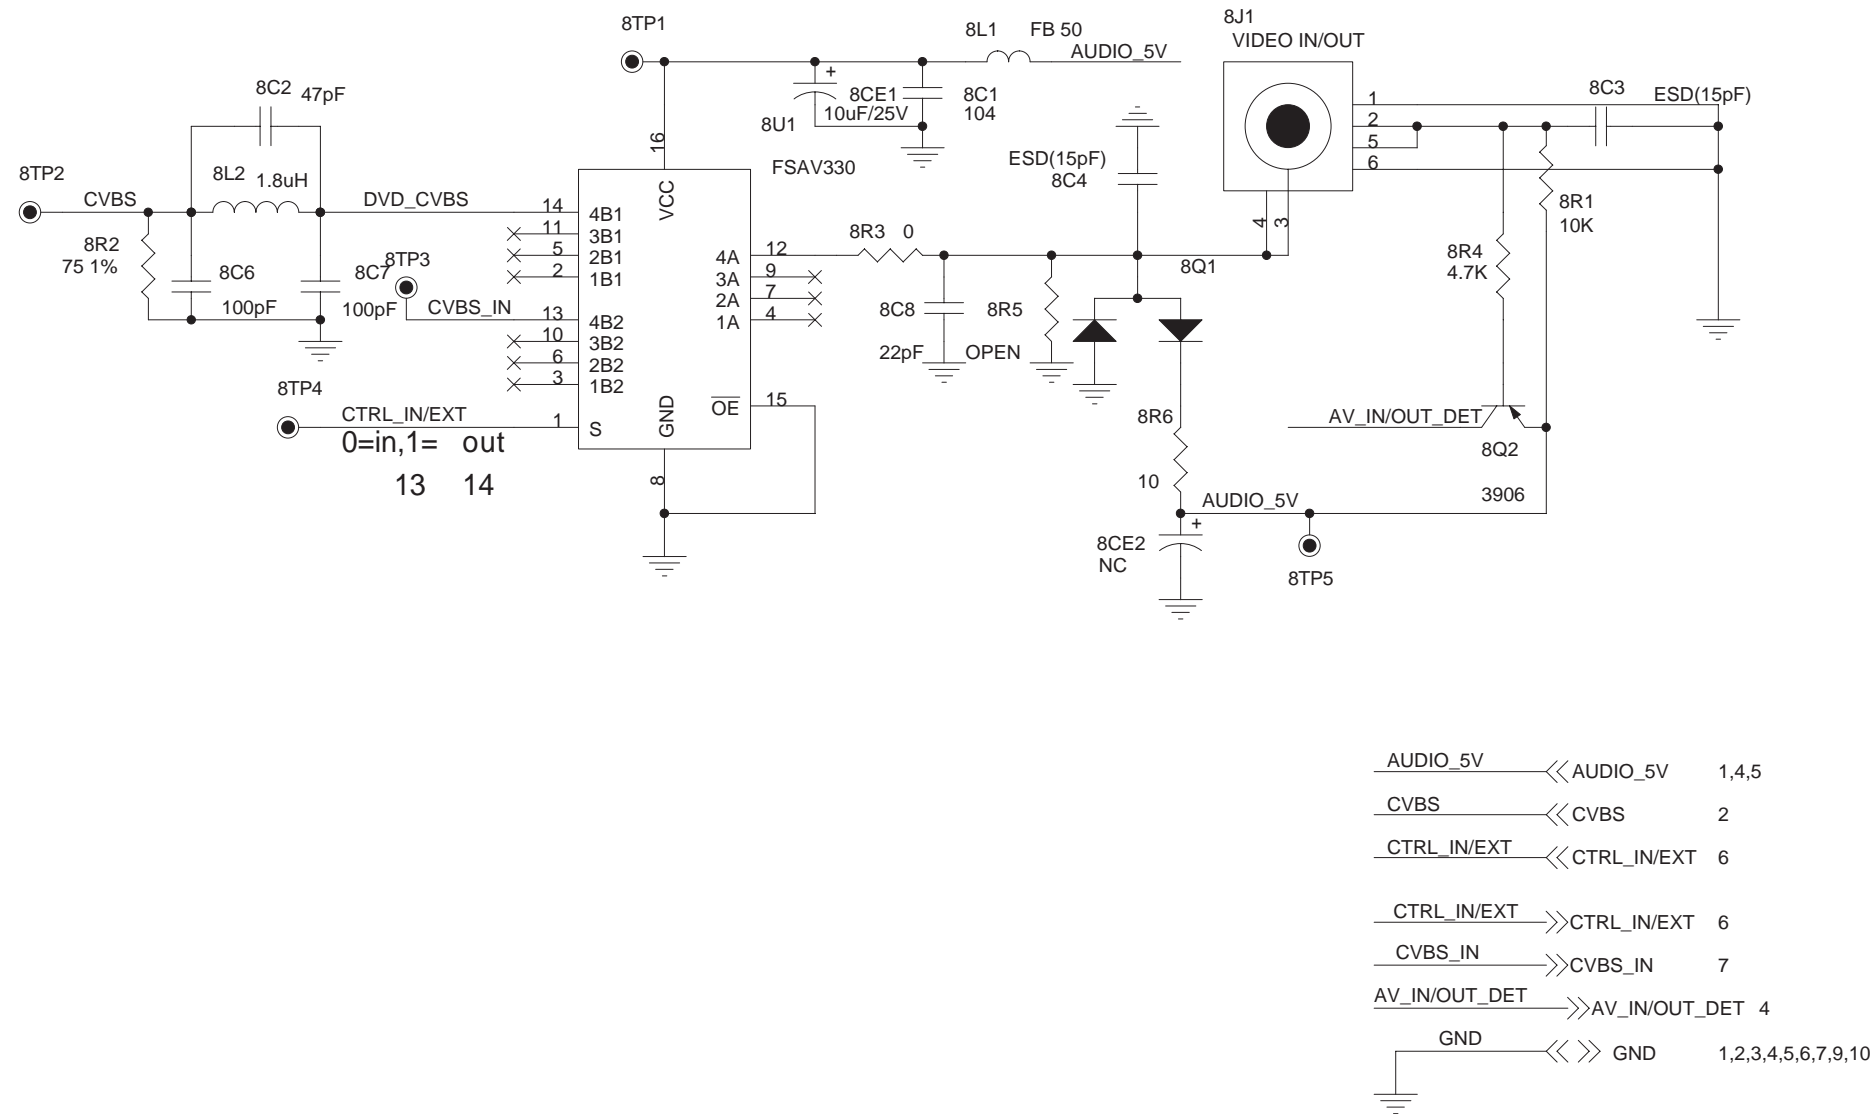 8TP1
8L1 FB 50
AUDIO_5V
8J1
VIDEO IN/OUT
8C2 47pF
8CE1
10uF/25V
8C1
104
8U1
FSAV330
16
VCC
8TP2
CVBS
8L2 1.8uH
DVD_CVBS
8R2
75 1%
8C6
100pF
8C7
100pF
8TP3
CVBS_IN
8TP4
CTRL_IN/EXT
0=in,1= out
13 14
14 4B1
11 3B1
5 2B1
2 1B1
13 4B2
10 3B2
6 2B2
3 1B2
1 S
4A 12
3A 9
2A 7
1A 4
OE 15
GND
8
8R3 0
8C8
22pF
8R5
OPEN
ESD(15pF)
8C4
8Q1
4
3
1
2
5
6
8C3 ESD(15pF)
8R1
10K
8R4
4.7K
AV_IN/OUT_DET
8Q2
3906
8R6
10
AUDIO_5V
+
+
8CE2
NC
8TP5
AUDIO_5V AUDIO_5V 1,4,5
CVBS CVBS 2
CTRL_IN/EXT CTRL_IN/EXT 6
CTRL_IN/EXT CTRL_IN/EXT 6
CVBS_IN CVBS_IN 7
AV_IN/OUT_DET AV_IN/OUT_DET 4
GND GND 1,2,3,4,5,6,7,9,10